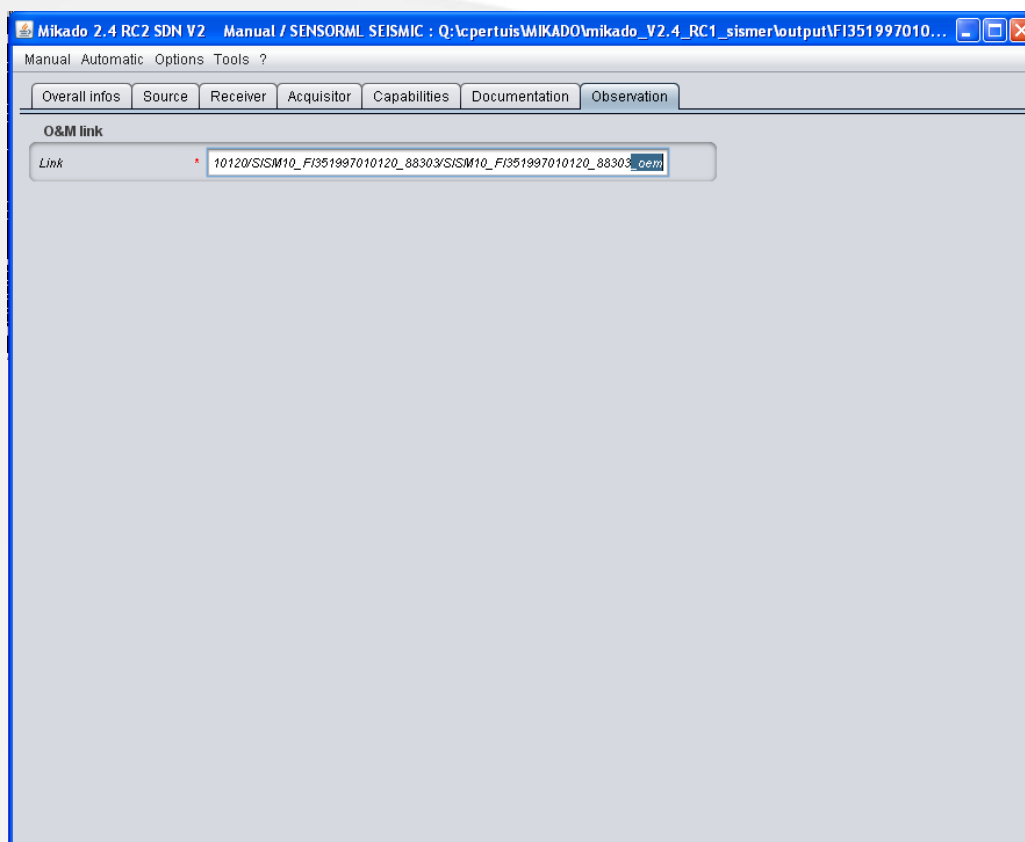 Mikado 2.4 RC2 SDN V2 Manual / SENSORML SEISMIC : Q:\cpertuis\MIKADO\mikado_V2.4_RC1_sismer\output\FI351997010...
Manual Automatic Options Tools ?
Overall infos Source Receiver Acquisitor Capabilities Documentation Observation
O&M link
Link * 10120/SISM10_FI351997010120_88303/SISM10_FI351997010120_88303_oem